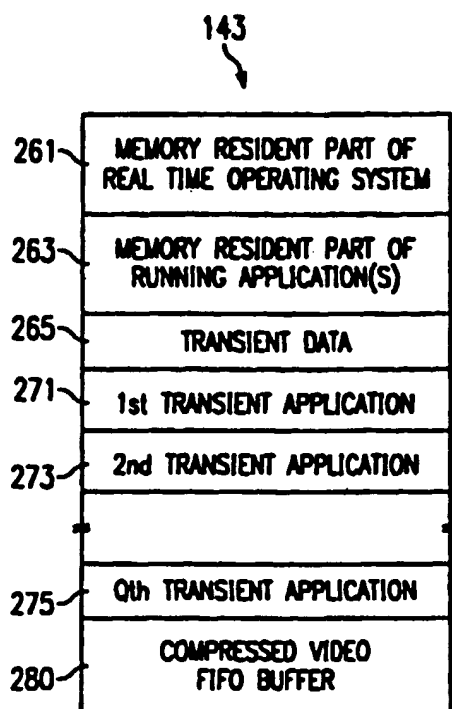 143
261
MEMORY RESIDENT PART OF
REAL TIME OPERATING SYSTEM
263
MEMORY RESIDENT PART OF
RUNNING APPLICATION(S)
265
TRANSIENT DATA
271
1st TRANSIENT APPLICATION
273
2nd TRANSIENT APPLICATION
275
Qth TRANSIENT APPLICATION
280
COMPRESSED VIDEO
FIFO BUFFER